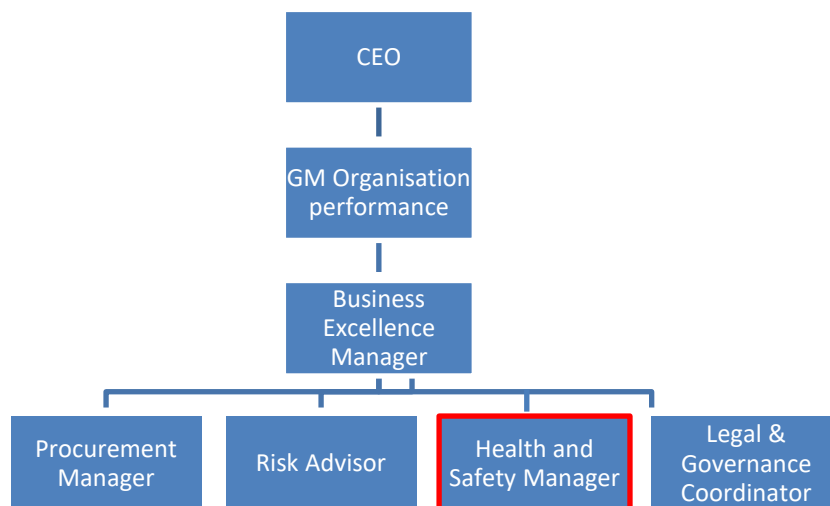 CEO
GM Organisation
performance
Business
Excellence
Manager
Procurement
Manager
Risk Advisor
Health and
Safety Manager
Legal &
Governance
Coordinator